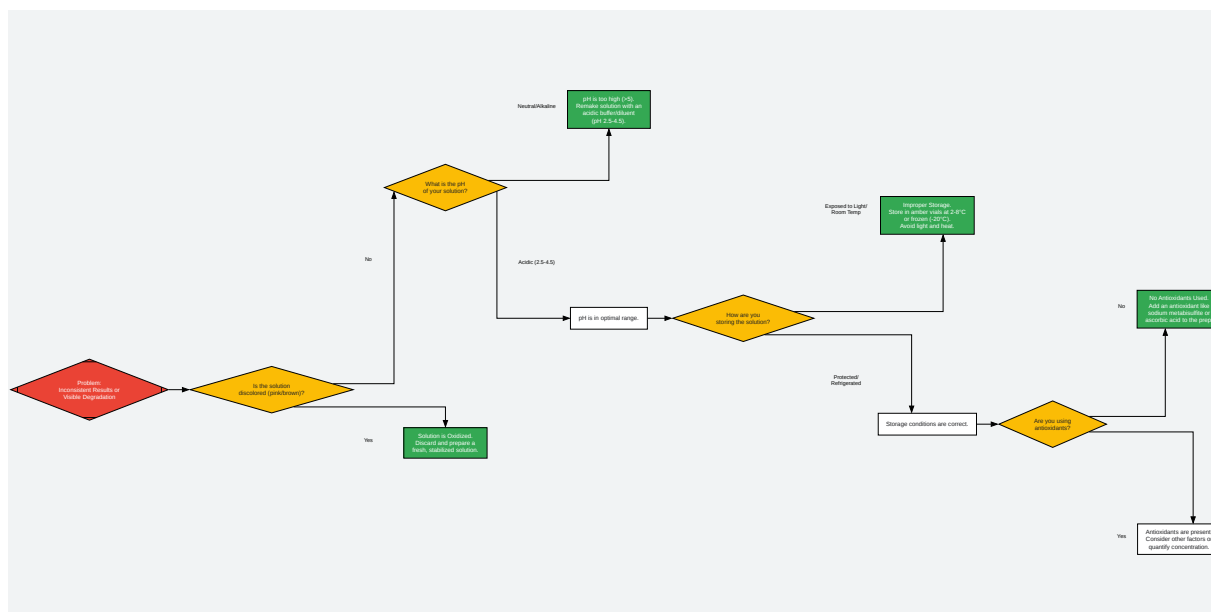 Neutral/Alkaline
pH is too high (>5).
Remake solution with an
acidic buffer/diluent
(pH 2.5-4.5).
What is the pH
of your solution?
Exposed to Light/
Room Temp
Improper Storage.
Store in amber vials at 2-8°C
or frozen (-20°C).
Avoid light and heat.
No
Acidic (2.5-4.5)
pH is in optimal range.
How are you
storing the solution?
No
No Antioxidants Used.
Add an antioxidant like
sodium metabisulfite or
ascorbic acid to the prep
Problem:
Inconsistent Results or
Visible Degradation
Is the solution
discolored (pink/brown)?
Protected/
Refrigerated
Storage conditions are correct.
Are you using
antioxidants?
Yes
Solution is Oxidized.
Discard and prepare a
fresh, stabilized solution.
Yes
Antioxidants are present.
Consider other factors or
quantify concentration.